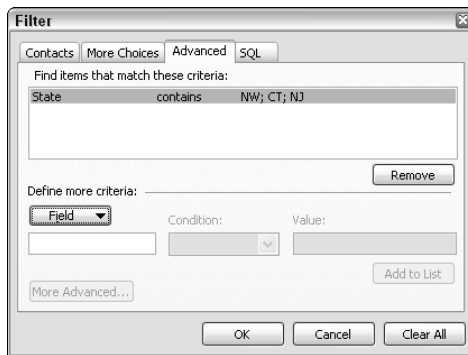 Filter
Contacts More Choices Advanced SQL
Find items that match these criteria:
State contains NW; CT; NJ
Remove
Define more criteria:
Field Condition: Value:
Add to List
More Advanced...
OK Cancel Clear All